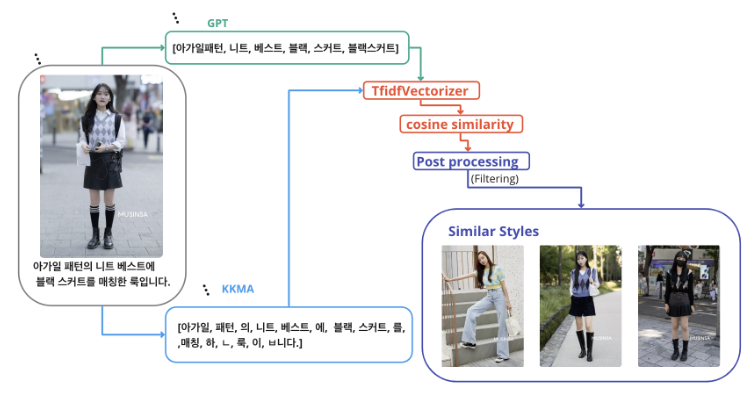 GPT
[아가일패턴, 니트, 베스트, 블랙, 스커트, 블랙스커트]
TfidfVectorizer
cosine similarity
Post processing
(Filtering)
MUSINSA
아가일 패턴의 니트 베스트에
블랙 스커트를 매칭한 룩입니다.
KKMA
[아가일, 패턴, 의, 니트, 베스트, 에, 블랙, 스커트, 를,
,매칭, 하, ㄴ, 룩, 이, ㅂ니다.]
Similar Styles
MUSINSA
MUSINSA
MUSINSA